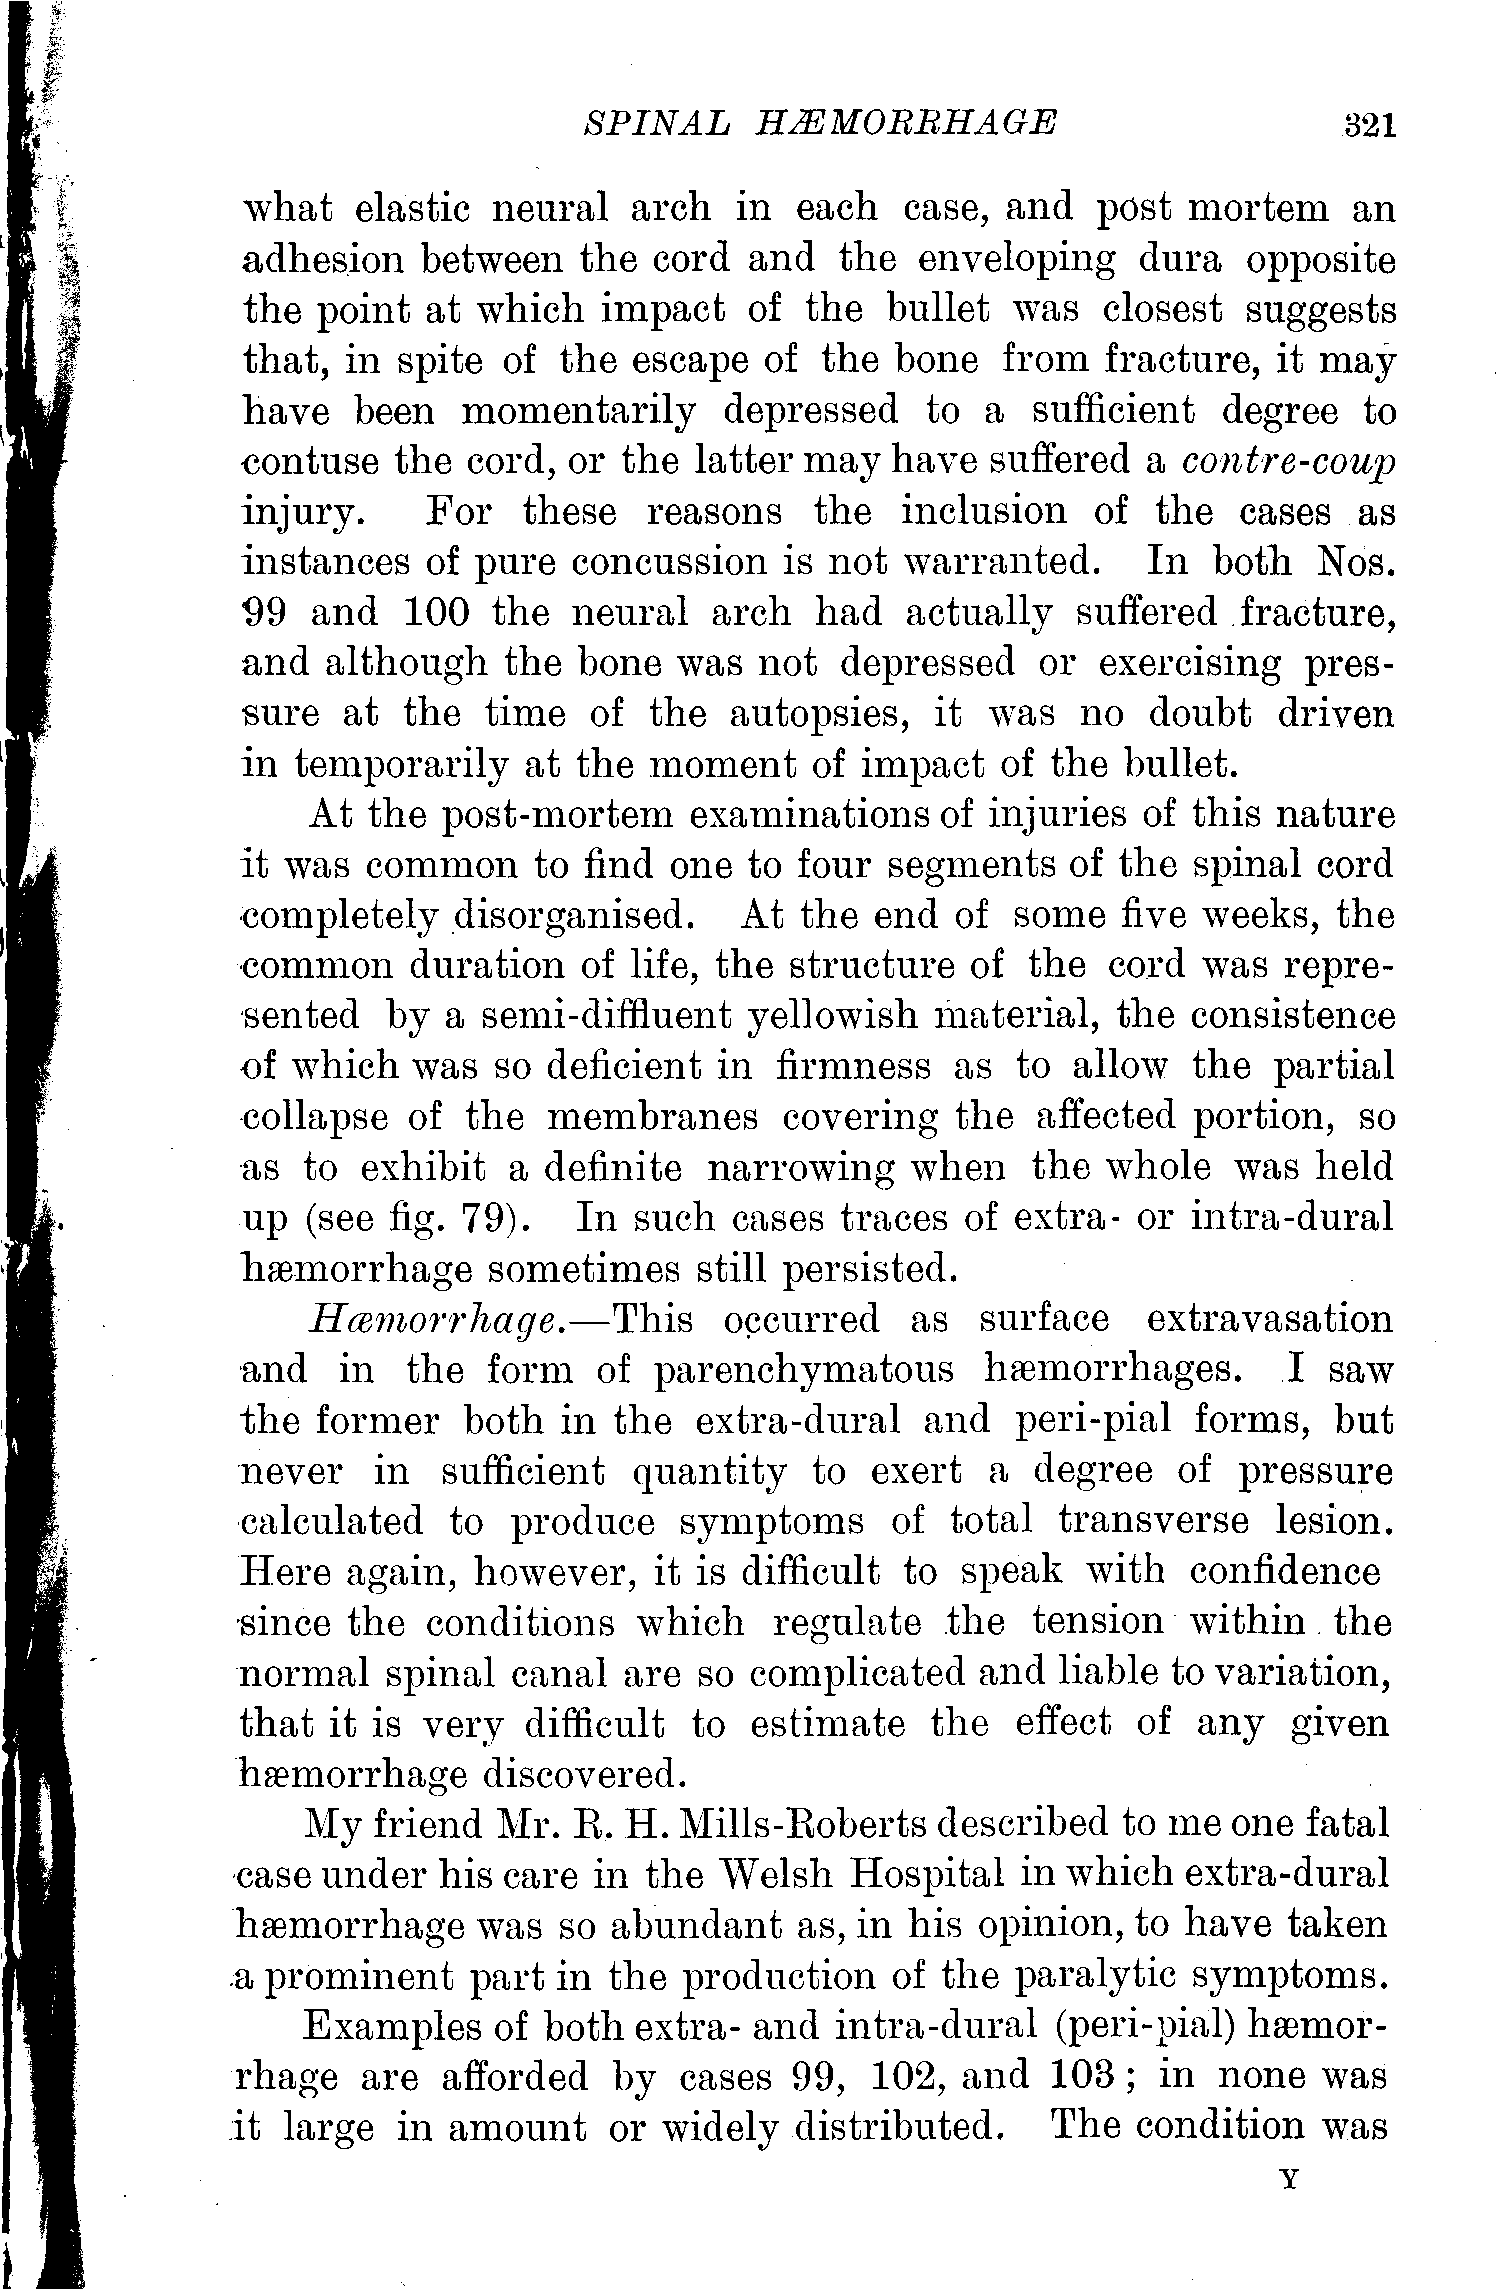 SPINAL HÆMORRHAGE 321
what elastic neural arch in each case, and post mortem an
adhesion between the cord and the enveloping dura opposite
the point at which impact of the bullet was closest suggests
that, in spite of the escape of the bone from fracture, it may
have been momentarily depressed to a sufficient degree to
contuse the cord, or the latter may have suffered a contre-coup
injury. For these reasons the inclusion of the cases as
instances of pure concussion is not warranted. In both Nos.
99 and 100 the neural arch had actually suffered fracture,
and although the bone was not depressed or exercising pres-
sure at the time of the autopsies, it was no doubt driven
in temporarily at the moment of impact of the bullet.
At the post-mortem examinations of injuries of this nature
it was common to find one to four segments of the spinal cord
completely disorganised. At the end of some five weeks, the
common duration of life, the structure of the cord was repre-
sented by a semi-diffluent yellowish material, the consistence
of which was so deficient in firmness as to allow the partial
collapse of the membranes covering the affected portion, so
as to exhibit a definite narrowing when the whole was held
up (see fig. 79). In such cases traces of extra- or intra-dural
hæmorrhage sometimes still persisted.
Hæmorrhage.—This occurred as surface extravasation
and in the form of parenchymatous hæmorrhages. I saw
the former both in the extra-dural and peri-pial forms, but
never in sufficient quantity to exert a degree of pressure
calculated to produce symptoms of total transverse lesion.
Here again, however, it is difficult to speak with confidence
since the conditions which regulate the tension within the
normal spinal canal are so complicated and liable to variation,
that it is very difficult to estimate the effect of any given
hæmorrhage discovered.
My friend Mr. R. H. Mills-Roberts described to me one fatal
case under his care in the Welsh Hospital in which extra-dural
hæmorrhage was so abundant as, in his opinion, to have taken
a prominent part in the production of the paralytic symptoms.
Examples of both extra- and intra-dural (peri-pial) hæmor-
rhage are afforded by cases 99, 102, and 103; in none was
it large in amount or widely distributed. The condition was
Y